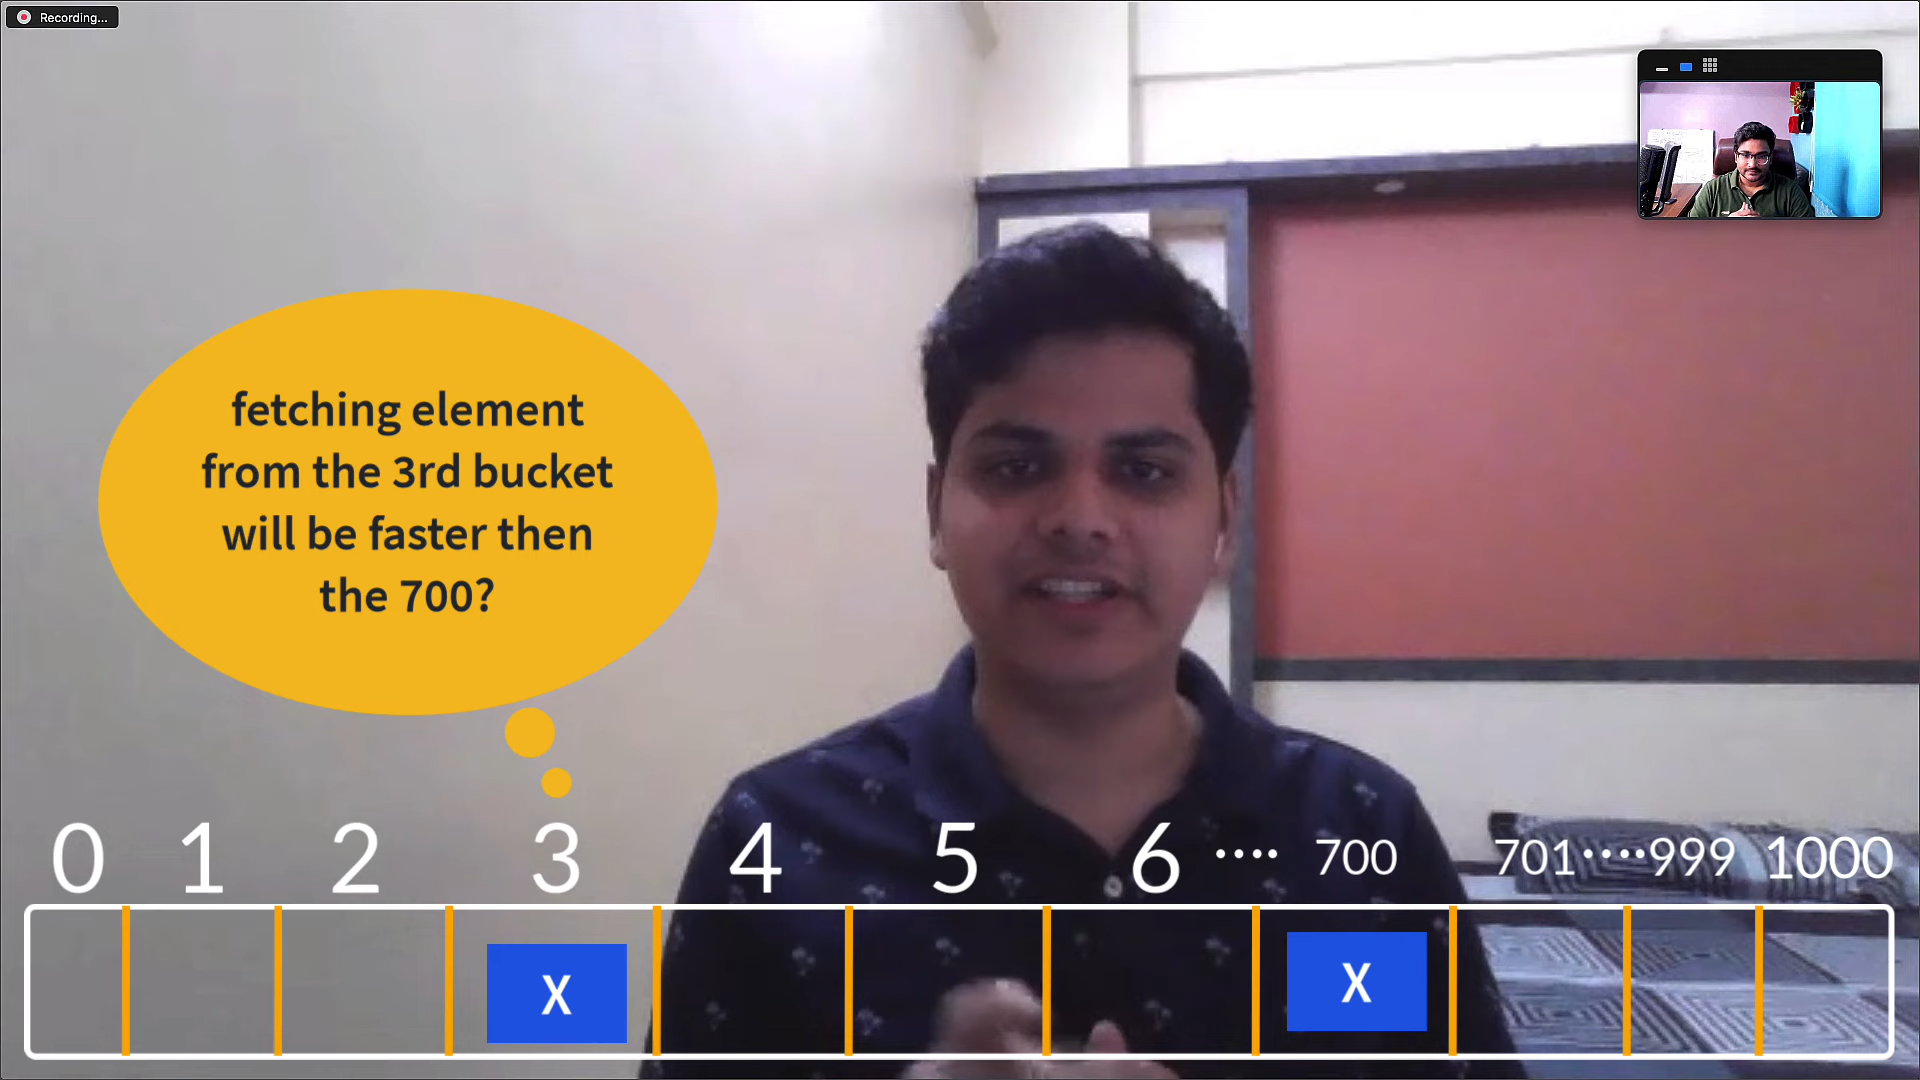 Recording...
fetching element
from the 3rd bucket
will be faster then
the 700?
0 1 2 3 4 5 6 .... 700 701....999 1000
X X